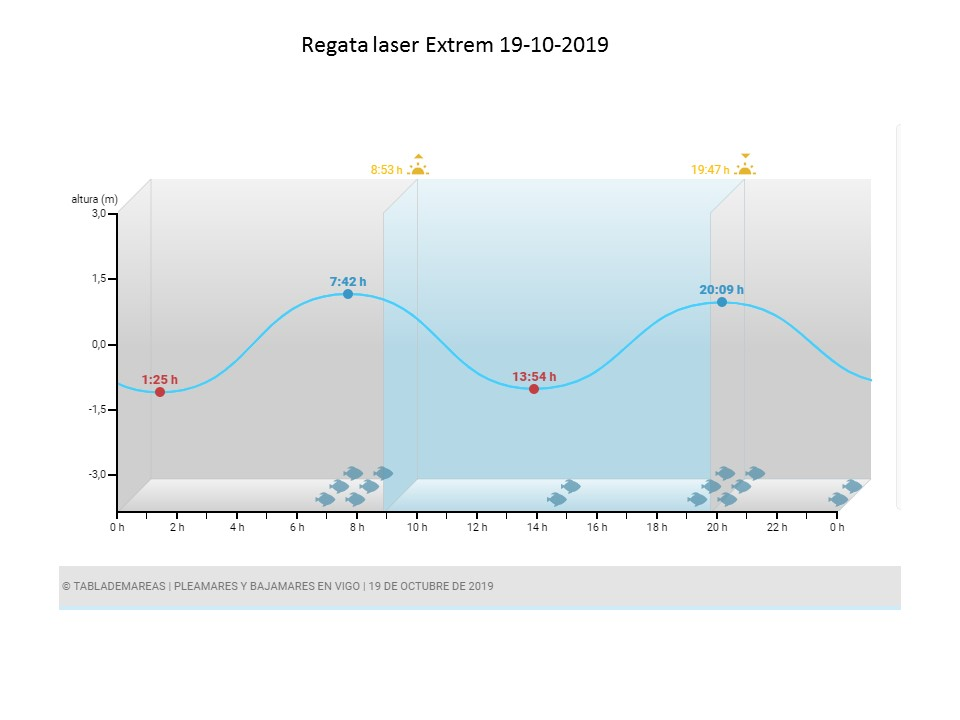 Regata laser Extrem 19-10-2019
8:53 h
19:47 h
altura (m)
3,0
1,5
7:42 h
20:09 h
0,0
1:25 h
13:54 h
-1,5
-3,0
0 h 2 h 4 h 6 h 8 h 10 h 12 h 14 h 16 h 18 h 20 h 22 h 0 h
© TABLADEMAREAS | PLEAMARES Y BAJAMARES EN VIGO | 19 DE OCTUBRE DE 2019